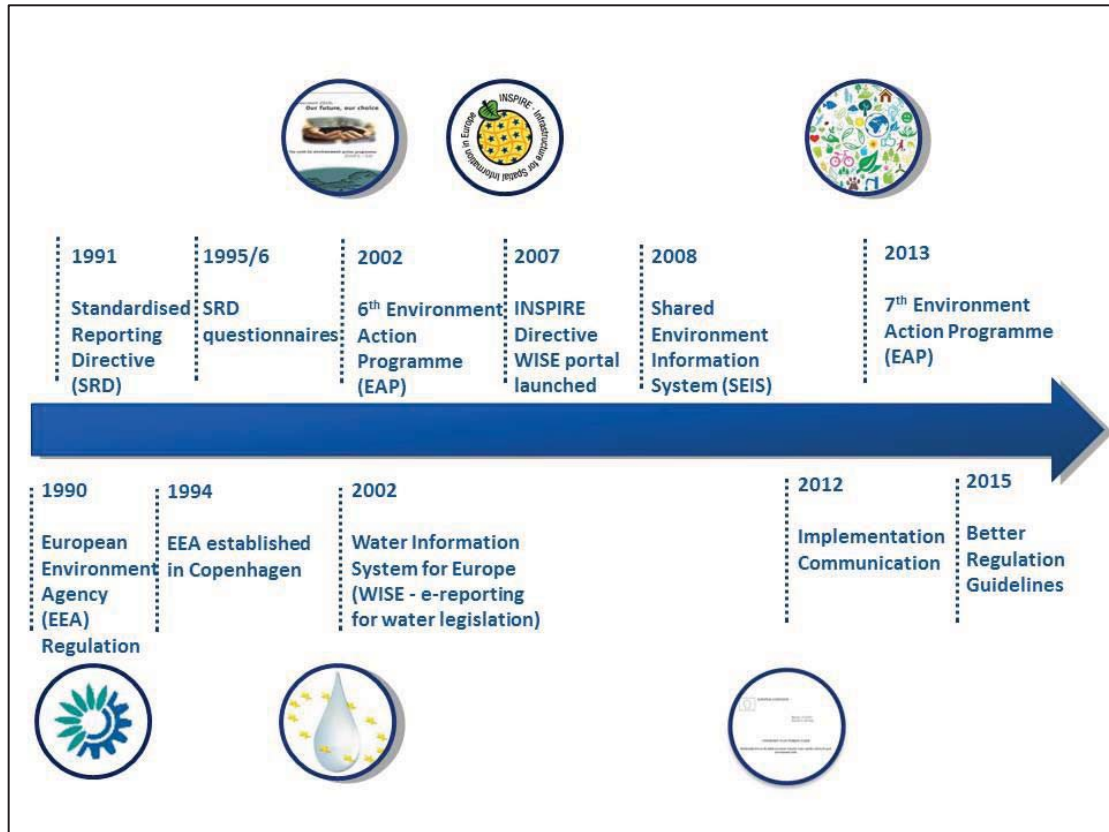 Our future, our choice
INSPIRE - Infrastructure for Spatial Information in Europe
1991
Standardised
Reporting
Directive
(SRD)
1995/6
SRD
questionnaires
2002
6th Environment
Action
Programme
(EAP)
2007
INSPIRE
Directive
WISE portal
launched
2008
Shared
Environment
Information
System (SEIS)
2013
7th Environment
Action Programme
(EAP)
1990
European
Environment
Agency
(EEA)
Regulation
1994
EEA established
in Copenhagen
2002
Water Information
System for Europe
(WISE - e-reporting
for water legislation)
2012
Implementation
Communication
2015
Better
Regulation
Guidelines